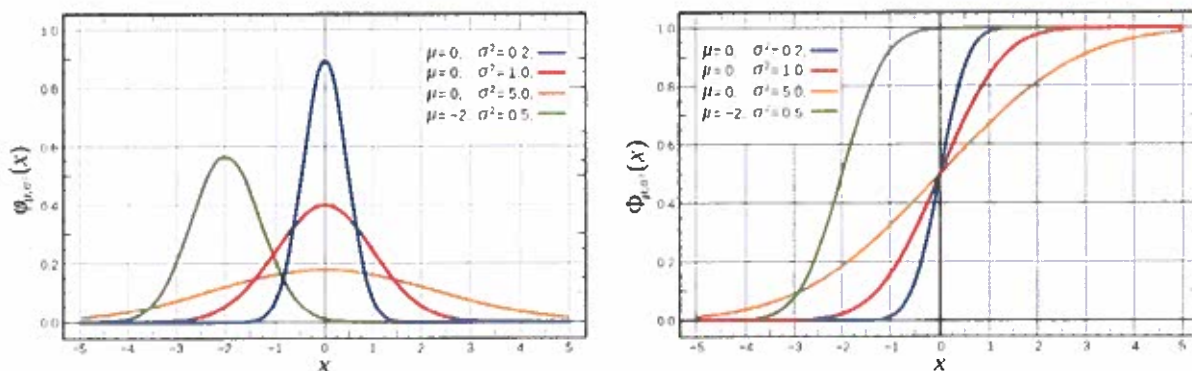 1.0
0.8
0.6
0.4
0.2
0.0
φμ,σ²(x)
μ=0, σ²=0.2,
μ=0, σ²=1.0,
μ=0, σ²=5.0,
μ=-2, σ²=0.5,
-5 -4 -3 -2 -1 0 1 2 3 4 5
x
1.0
0.8
0.6
0.4
0.2
0.0
Φμ,σ²(x)
μ=0, σ²=0.2,
μ=0, σ²=1.0,
μ=0, σ²=5.0,
μ=-2, σ²=0.5,
-5 -4 -3 -2 -1 0 1 2 3 4 5
x